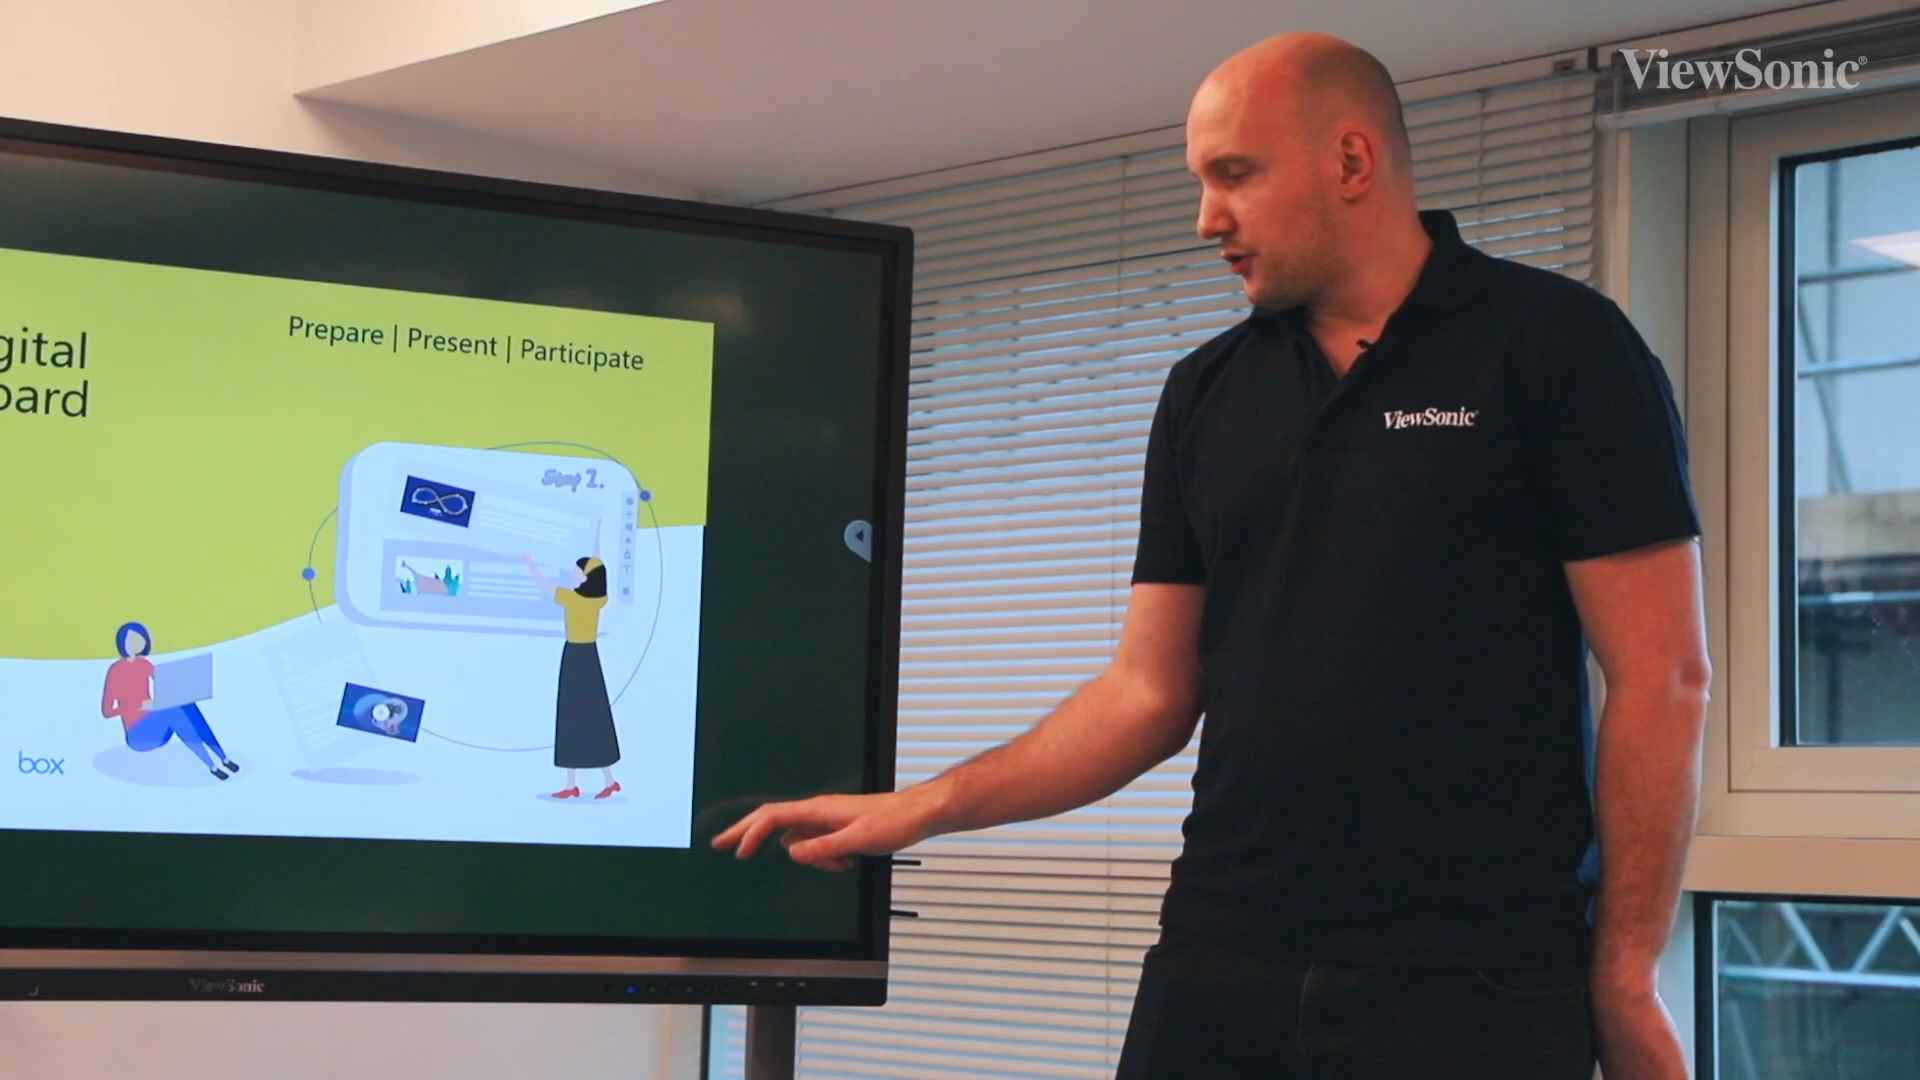 ViewSonic®
gital
oard
Prepare | Present | Participate
Step 1.
ViewSonic
box
ViewSonic